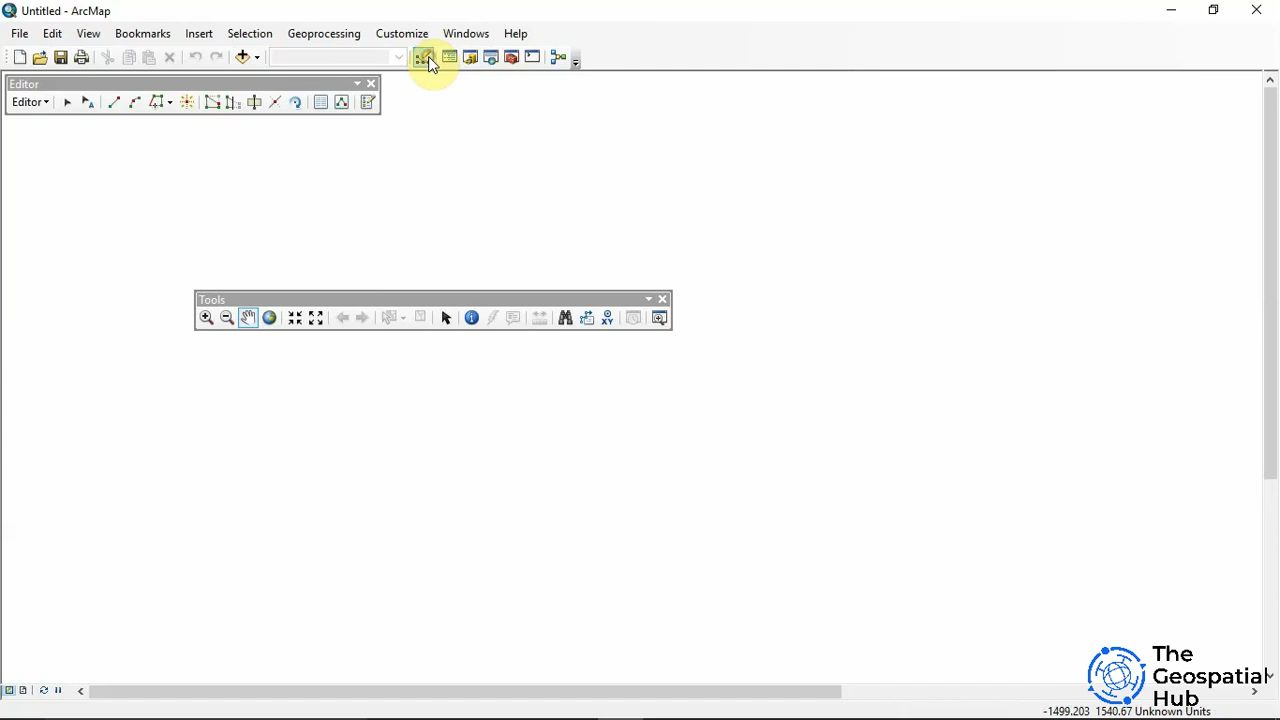 Untitled - ArcMap
File Edit View Bookmarks Insert Selection Geoprocessing Customize Windows Help
Editor
Editor
Tools
XY
The
Geospatial
Hub
-1499.203 1540.67 Unknown Units